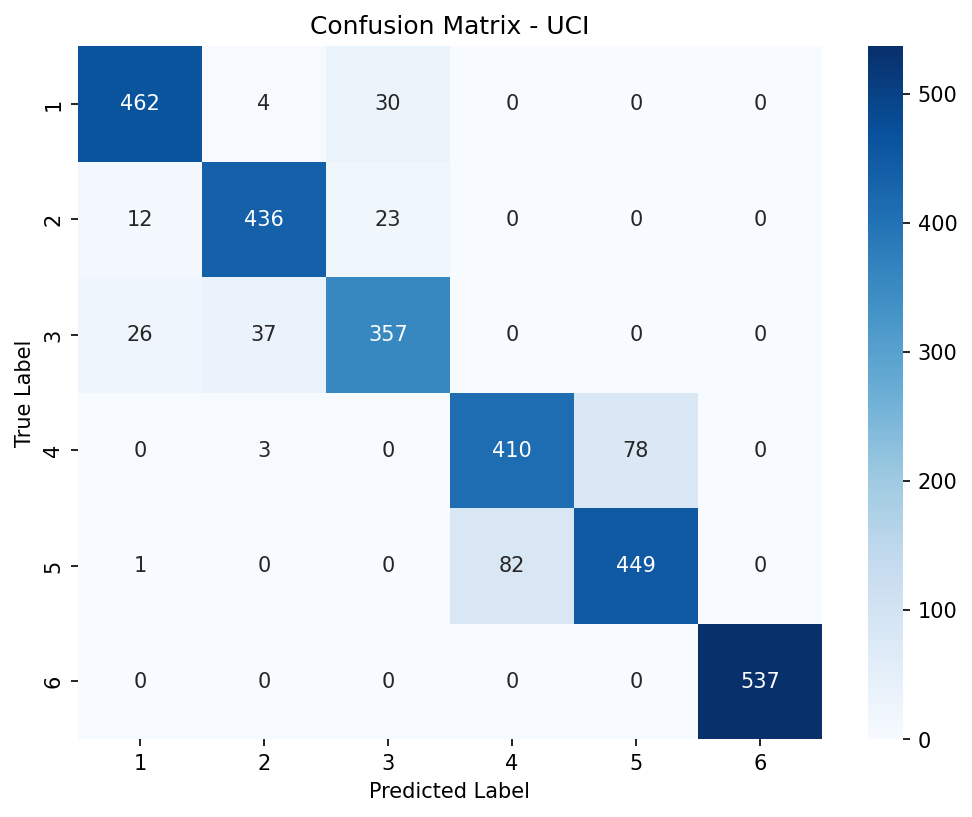 Confusion Matrix - UCI
1 462 4 30 0 0 0
2 12 436 23 0 0 0
3 26 37 357 0 0 0
4 0 3 0 410 78 0
5 1 0 0 82 449 0
6 0 0 0 0 0 537
1 2 3 4 5 6
True Label
Predicted Label
500
400
300
200
100
0